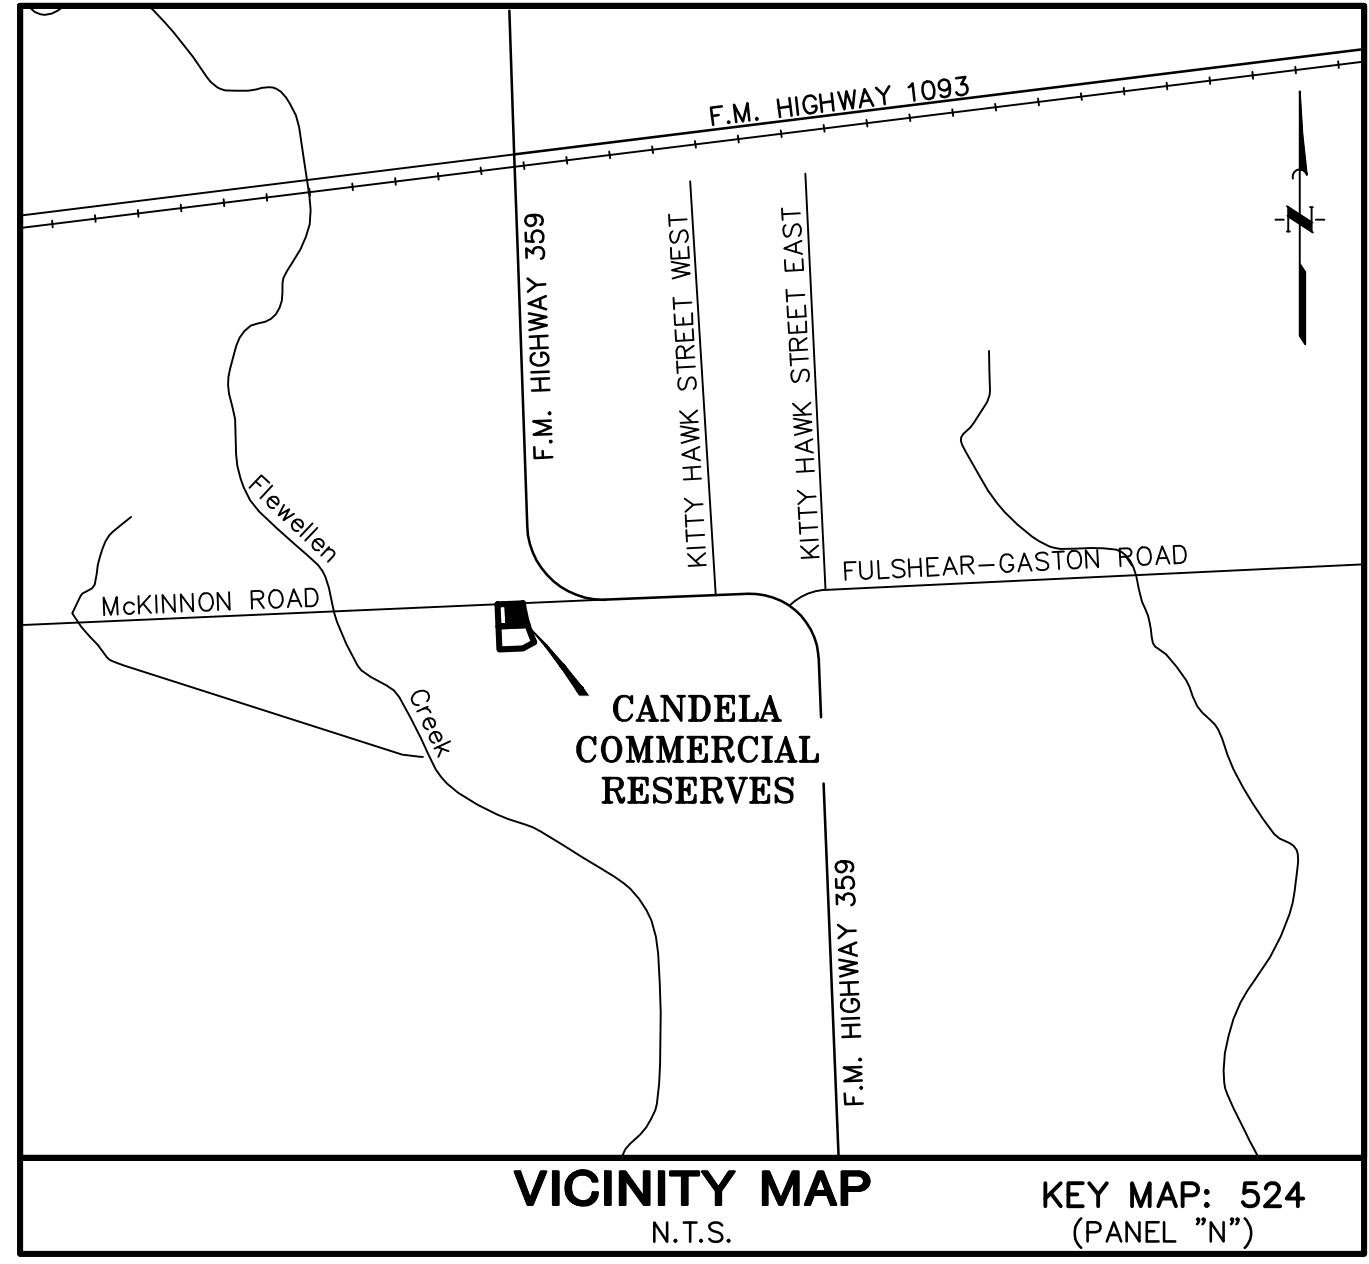 F.M. HIGHWAY 1093
F.M. HIGHWAY 359
KITTY HAWK STREET WEST
KITTY HAWK STREET EAST
N
Flewellen
FULSHEAR-GASTON ROAD
McKINNON ROAD
Creek
CANDELA
COMMERCIAL
RESERVES
F.M. HIGHWAY 359
VICINITY MAP
N.T.S.
KEY MAP: 524
(PANEL "N")